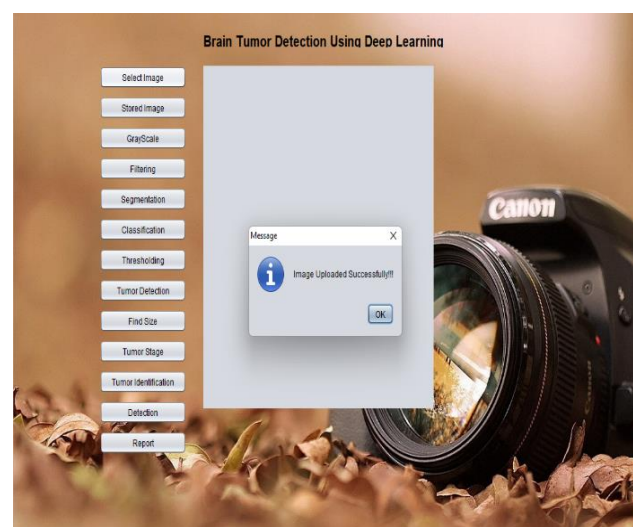 Brain Tumor Detection Using Deep Learning
Select Image
Stored Image
GrayScale
Filtering
Segmentation
Classification
Thresholding
Tumor Detection
Find Size
Tumor Stage
Tumor Identification
Detection
Report
Message
X
Image Uploaded Successfully!!!
OK
Canon